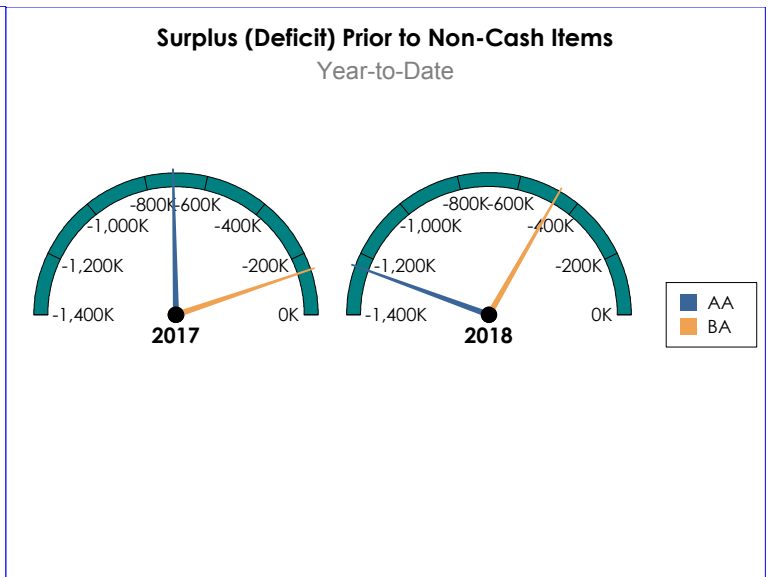 Surplus (Deficit) Prior to Non-Cash Items
Year-to-Date
-1,400K
-1,200K
-1,000K
-800K
-600K
-400K
-200K
0K
2017
-1,400K
-1,200K
-1,000K
-800K
-600K
-400K
-200K
0K
2018
AA
BA